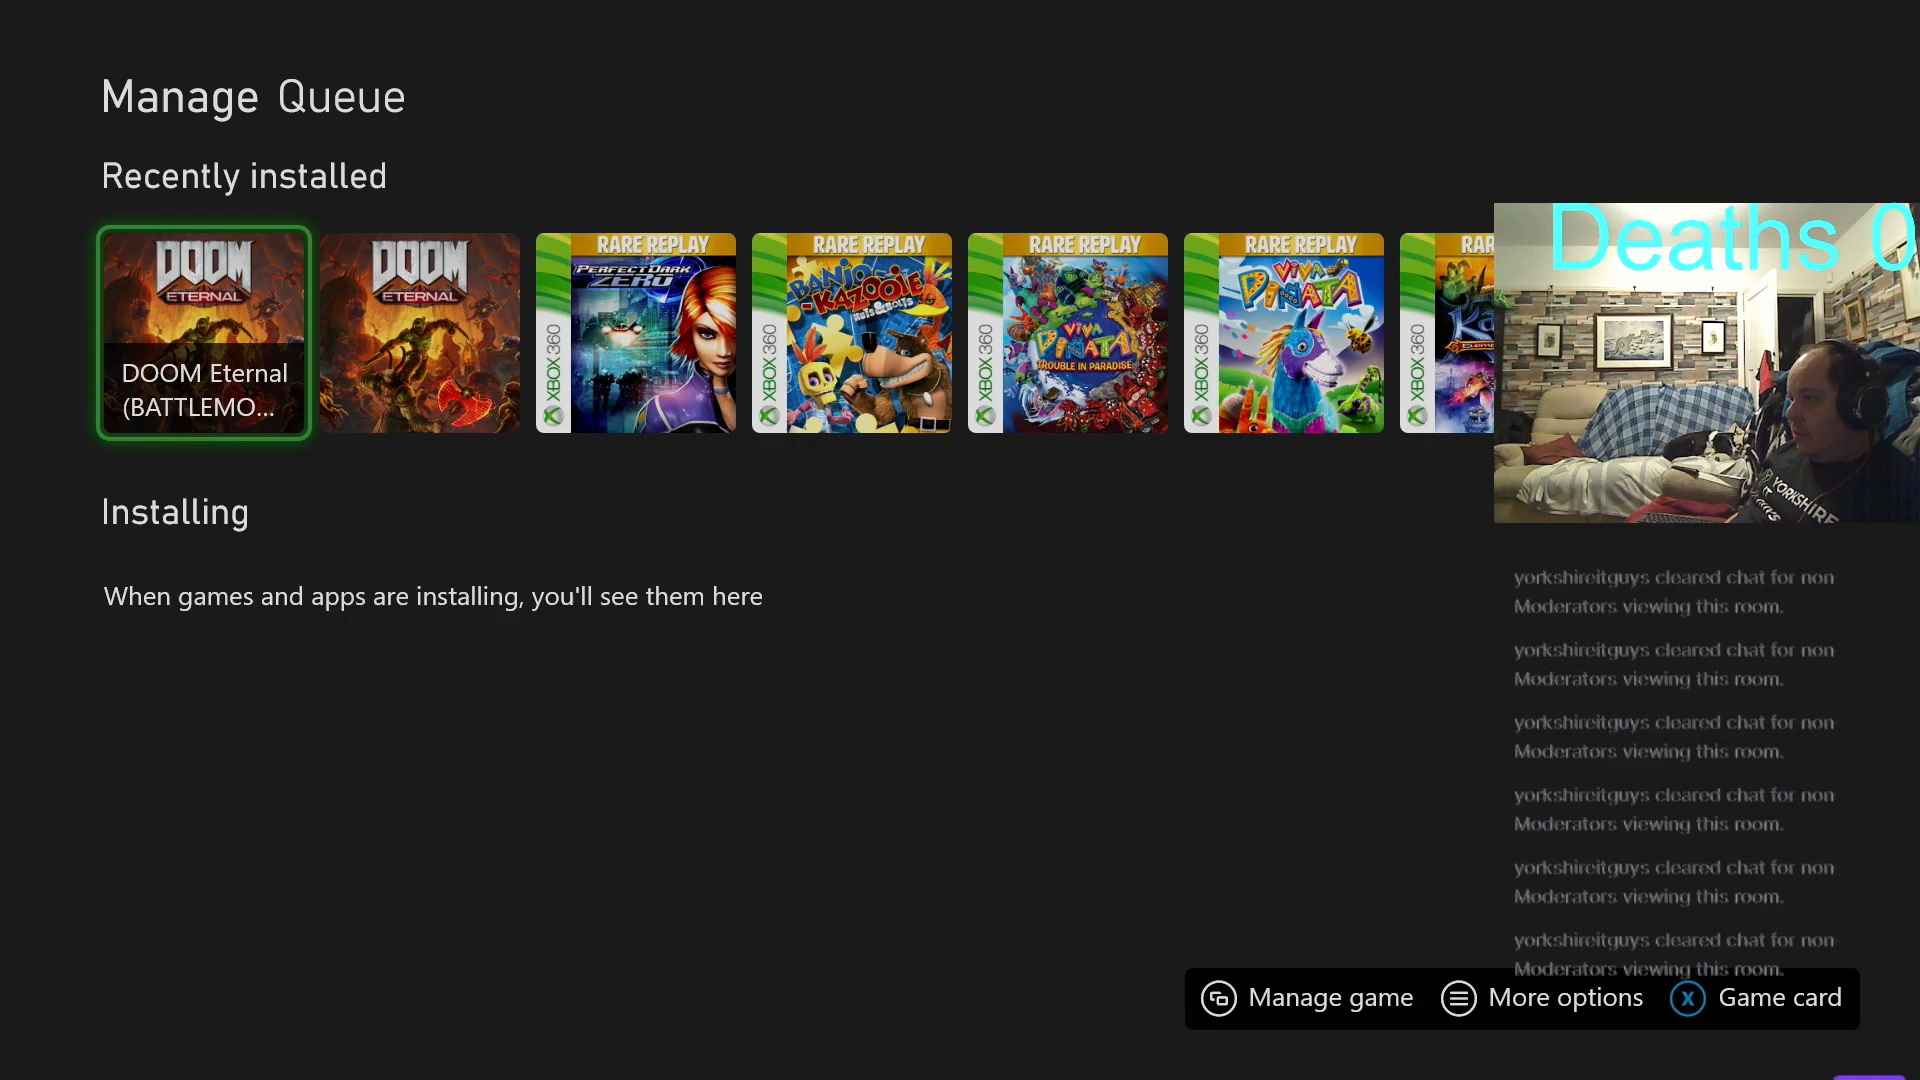 Manage Queue
Recently installed
DOOM
ETERNAL
DOOM Eternal
(BATTLEMO...
DOOM
ETERNAL
RARE REPLAY
PERFECT DARK
ZERO
XBOX 360
RARE REPLAY
BANJO
-KAZOOIE
Nuts & Bolts
XBOX 360
RARE REPLAY
VIVA
PIÑATA
TROUBLE IN PARADISE
XBOX 360
RARE REPLAY
VIVA
PIÑATA
XBOX 360
RAR
XBOX 360
Deaths 0
YORKSHIRE
Installing
When games and apps are installing, you'll see them here
yorkshireitguys cleared chat for non
Moderators viewing this room.
yorkshireitguys cleared chat for non
Moderators viewing this room.
yorkshireitguys cleared chat for non
Moderators viewing this room.
yorkshireitguys cleared chat for non
Moderators viewing this room.
yorkshireitguys cleared chat for non
Moderators viewing this room.
yorkshireitguys cleared chat for non
Moderators viewing this room.
Manage game
More options
X Game card